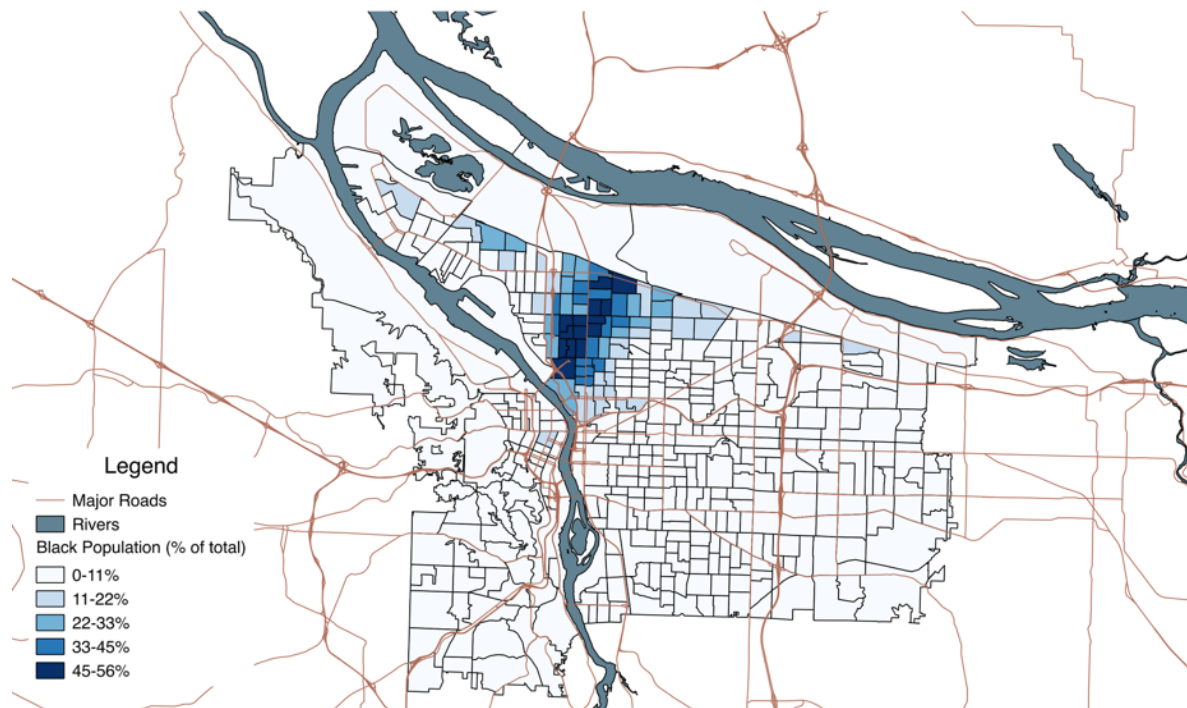 Legend
Major Roads
Rivers
Black Population (% of total)
0-11%
11-22%
22-33%
33-45%
45-56%